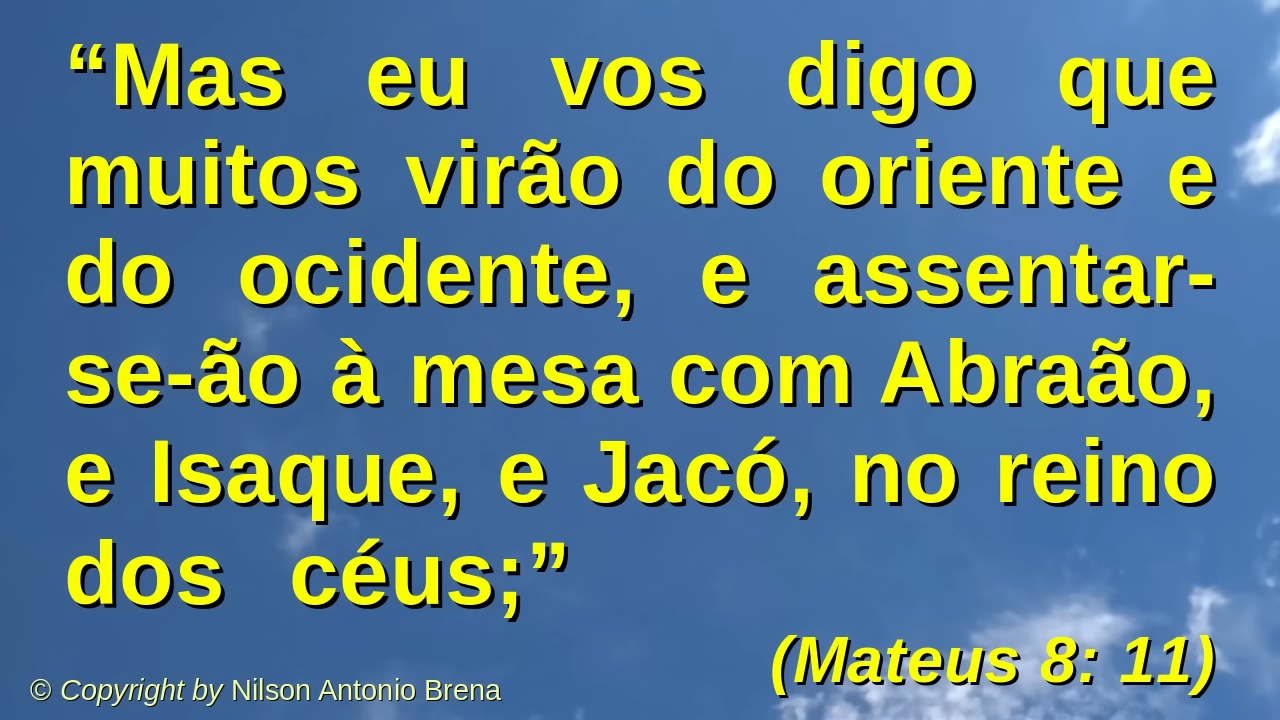 “Mas eu vos digo que
muitos virão do oriente e
do ocidente, e assentar-
se-ão à mesa com Abraão,
e Isaque, e Jacó, no reino
dos céus;”
(Mateus 8: 11)
© Copyright by Nilson Antonio Brena